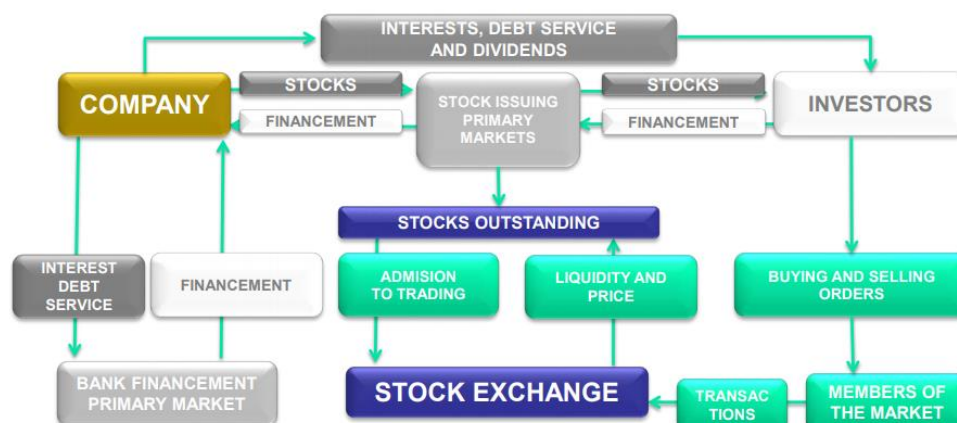 INTERESTS, DEBT SERVICE
AND DIVIDENDS
COMPANY
STOCKS
FINANCEMENT
STOCK ISSUING
PRIMARY
MARKETS
STOCKS
FINANCEMENT
INVESTORS
STOCKS OUTSTANDING
INTEREST
DEBT
SERVICE
FINANCEMENT
ADMISION
TO TRADING
LIQUIDITY AND
PRICE
BUYING AND SELLING
ORDERS
BANK FINANCEMENT
PRIMARY MARKET
STOCK EXCHANGE
TRANSAC
TIONS
MEMBERS OF
THE MARKET